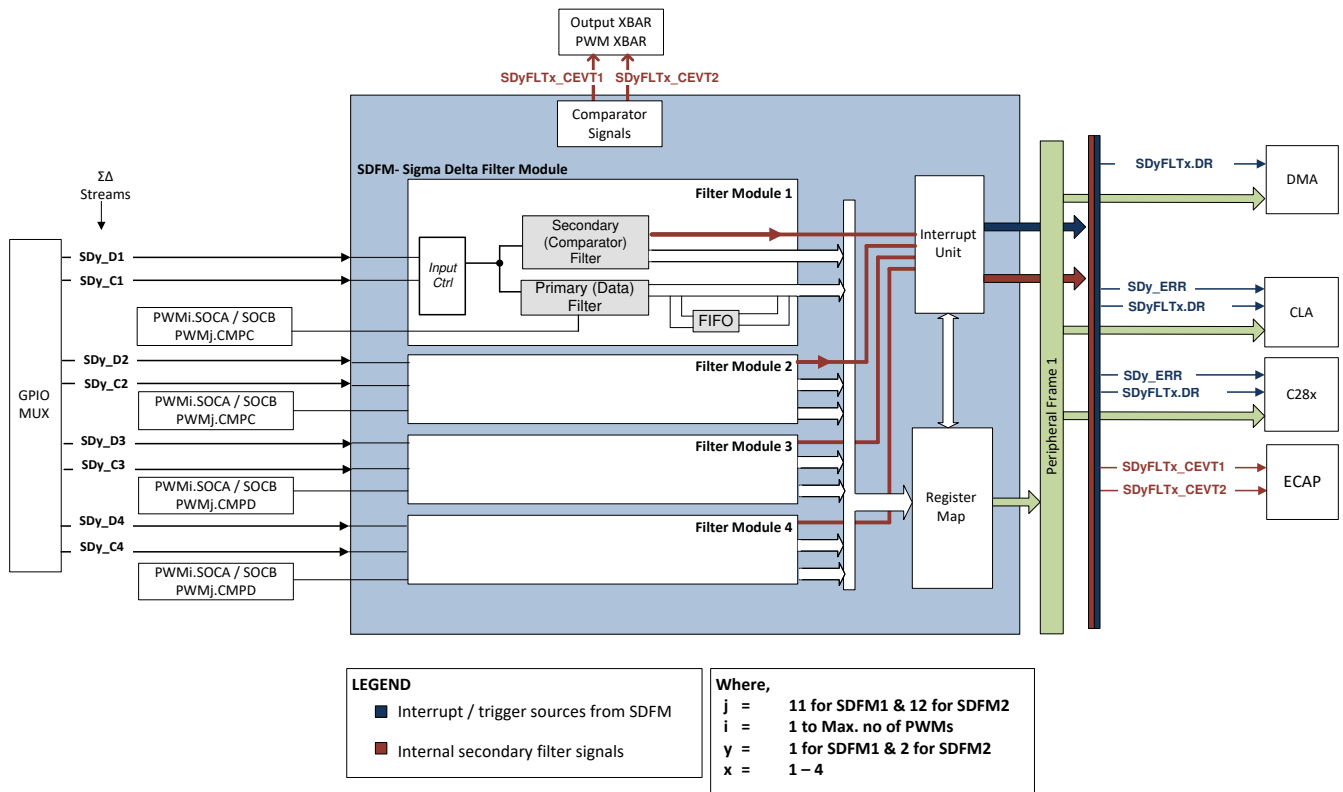 Output XBAR
PWM XBAR
SDyFLTx_CEVT1
SDyFLTx_CEVT2
Comparator
Signals
SDFM- Sigma Delta Filter Module
ΣΔ
Streams
GPIO
MUX
SDy_D1
SDy_C1
PWMi.SOCA / SOCB
PWMj.CMPC
SDy_D2
SDy_C2
PWMi.SOCA / SOCB
PWMj.CMPC
SDy_D3
SDy_C3
PWMi.SOCA / SOCB
PWMj.CMPD
SDy_D4
SDy_C4
PWMi.SOCA / SOCB
PWMj.CMPD
Filter Module 1
Input
Ctrl
Secondary
(Comparator)
Filter
Primary (Data)
Filter
FIFO
Filter Module 2
Filter Module 3
Filter Module 4
Interrupt
Unit
Register
Map
Peripheral Frame 1
SDyFLTx.DR
DMA
SDy_ERR
SDyFLTx.DR
CLA
SDy_ERR
SDyFLTx.DR
C28x
SDyFLTx_CEVT1
SDyFLTx_CEVT2
ECAP
LEGEND
Interrupt / trigger sources from SDFM
Internal secondary filter signals
Where,
j = 11 for SDFM1 & 12 for SDFM2
i = 1 to Max. no of PWMs
y = 1 for SDFM1 & 2 for SDFM2
x = 1 – 4